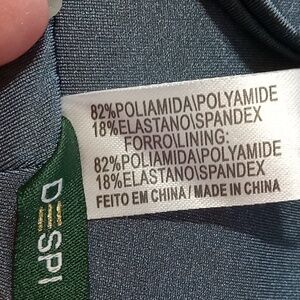 82%POLIAMIDA\POLYAMIDE
18%ELASTANO\SPANDEX
FORRO\LINING:
82%POLIAMIDA\POLYAMIDE
18%ELASTANO\SPANDEX
FEITO EM CHINA / MADE IN CHINA
DESPI